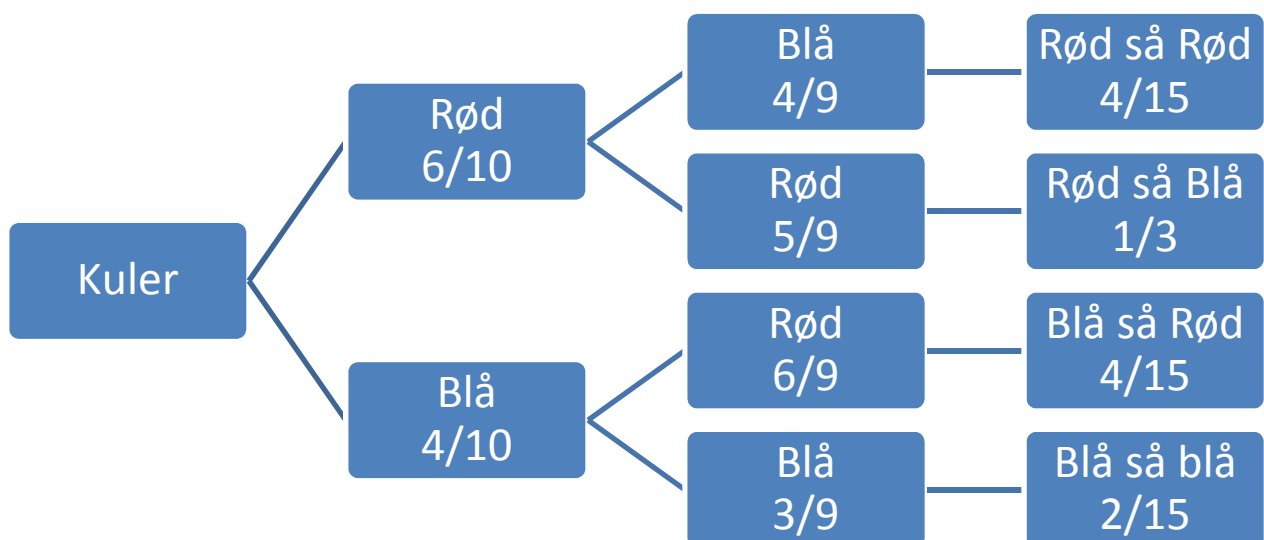 Kuler
Rød
6/10
Blå
4/10
Blå
4/9
Rød
5/9
Rød
6/9
Blå
3/9
Rød så Rød
4/15
Rød så Blå
1/3
Blå så Rød
4/15
Blå så blå
2/15